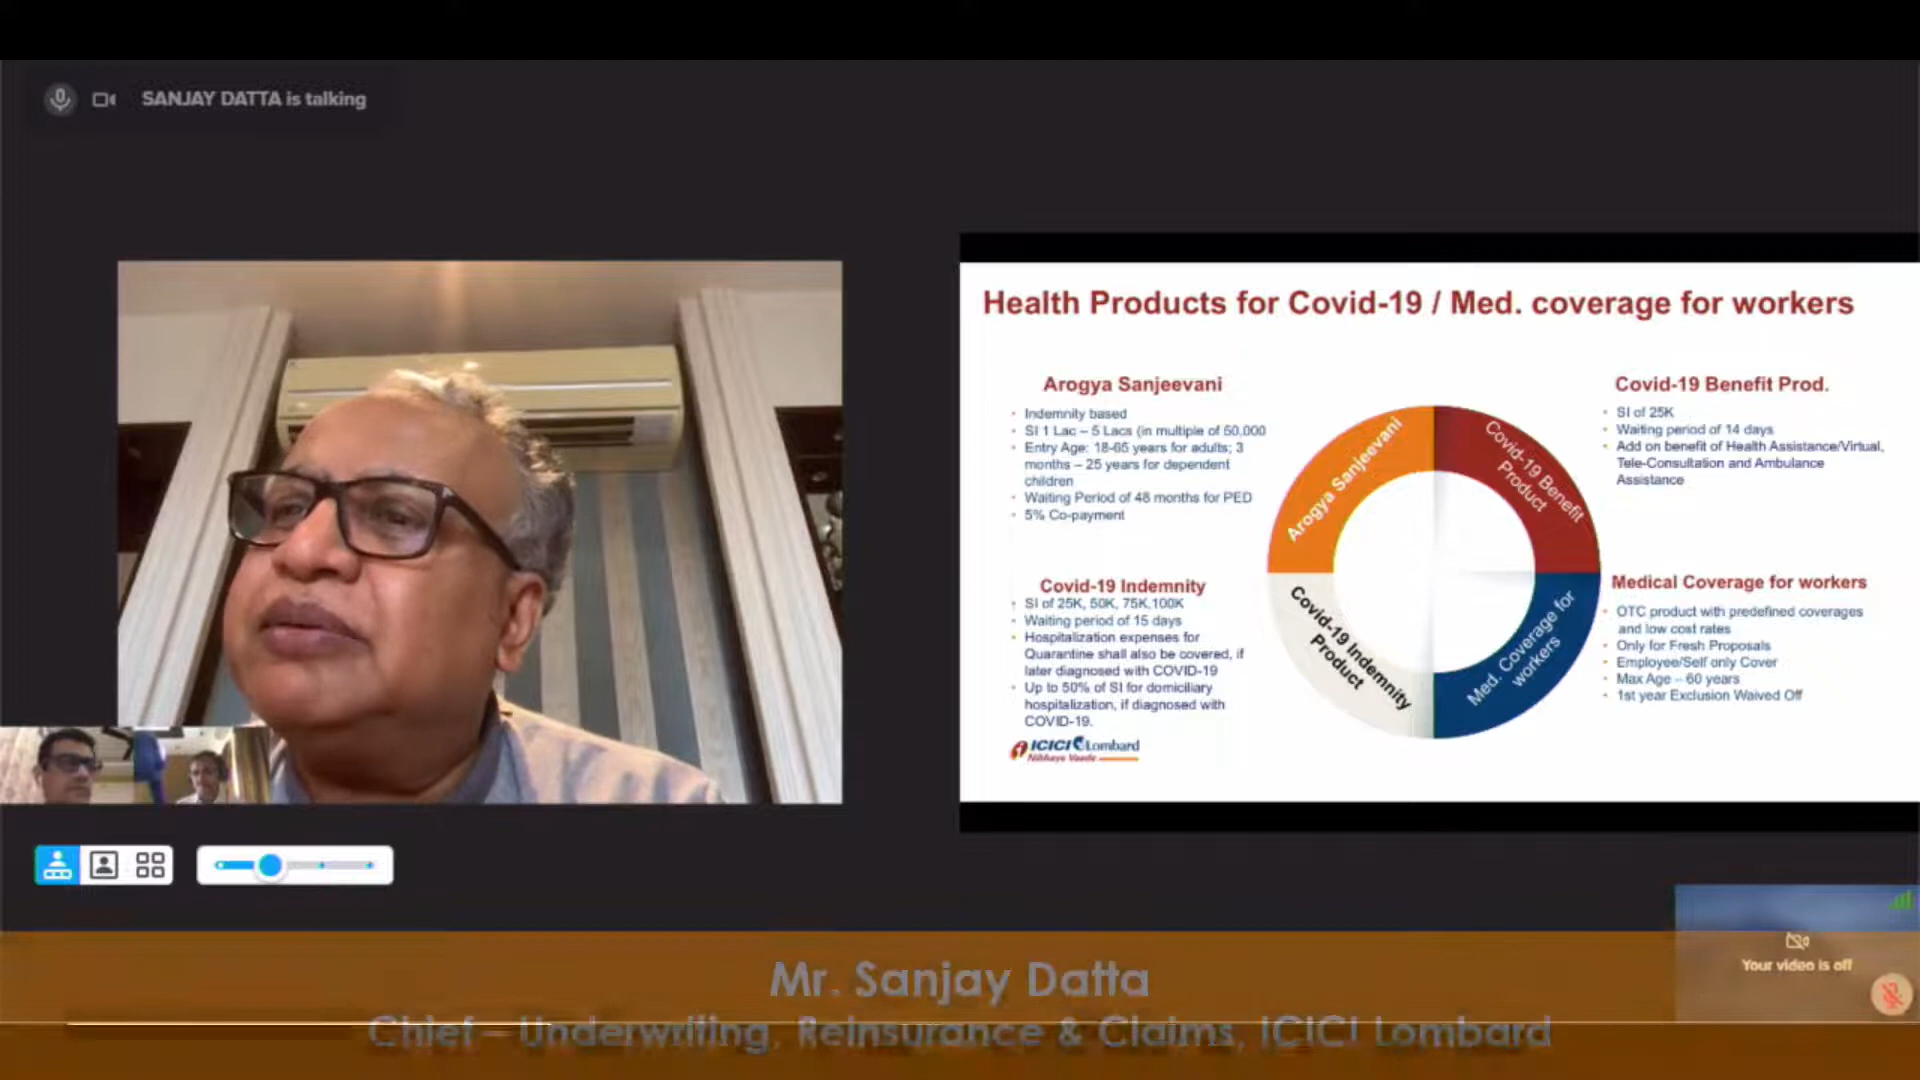 SANJAY DATTA is talking
Health Products for Covid-19 / Med. coverage for workers
Arogya Sanjeevani
• Indemnity based
• SI 1 Lac – 5 Lacs (in multiple of 50,000
• Entry Age: 18-65 years for adults; 3
months – 25 years for dependent
children
• Waiting Period of 48 months for PED
• 5% Co-payment
Covid-19 Indemnity
• SI of 25K, 50K, 75K,100K
• Waiting period of 15 days
• Hospitalization expenses for
Quarantine shall also be covered, if
later diagnosed with COVID-19
• Up to 50% of SI for domiciliary
hospitalization, if diagnosed with
COVID-19.
ICICI Lombard
Nibhaye Vaade
Arogya Sanjeevani
Covid-19 Benefit
Product
Covid-19 Indemnity
Product
Med. Coverage for
workers
Covid-19 Benefit Prod.
• SI of 25K
• Waiting period of 14 days
• Add on benefit of Health Assistance/Virtual,
Tele-Consultation and Ambulance
Assistance
Medical Coverage for workers
• OTC product with predefined coverages
and low cost rates
• Only for Fresh Proposals
• Employee/Self only Cover
• Max Age – 60 years
• 1st year Exclusion Waived Off
Your video is off
Mr. Sanjay Datta
Chief – Underwriting, Reinsurance & Claims, ICICI Lombard